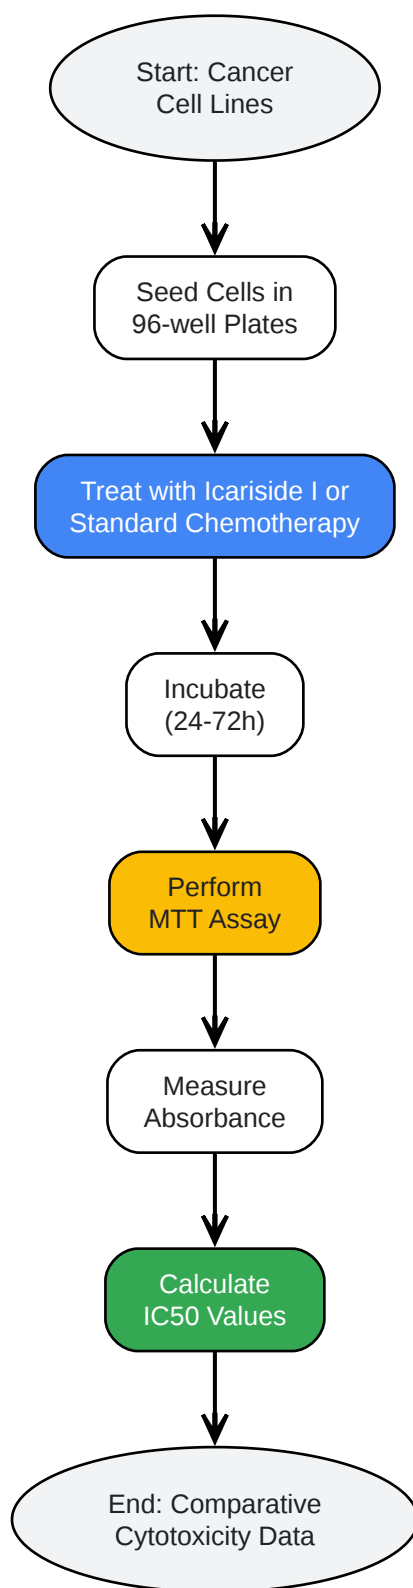 Start: Cancer
Cell Lines
Seed Cells in
96-well Plates
Treat with Icariside I or
Standard Chemotherapy
Incubate
(24-72h)
Perform
MTT Assay
Measure
Absorbance
Calculate
IC50 Values
End: Comparative
Cytotoxicity Data